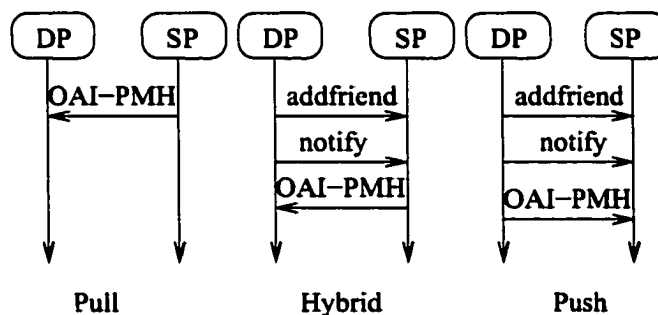 DP SP DP SP DP SP
OAI−PMH addfriend addfriend
notify notify
OAI−PMH OAI−PMH
Pull Hybrid Push